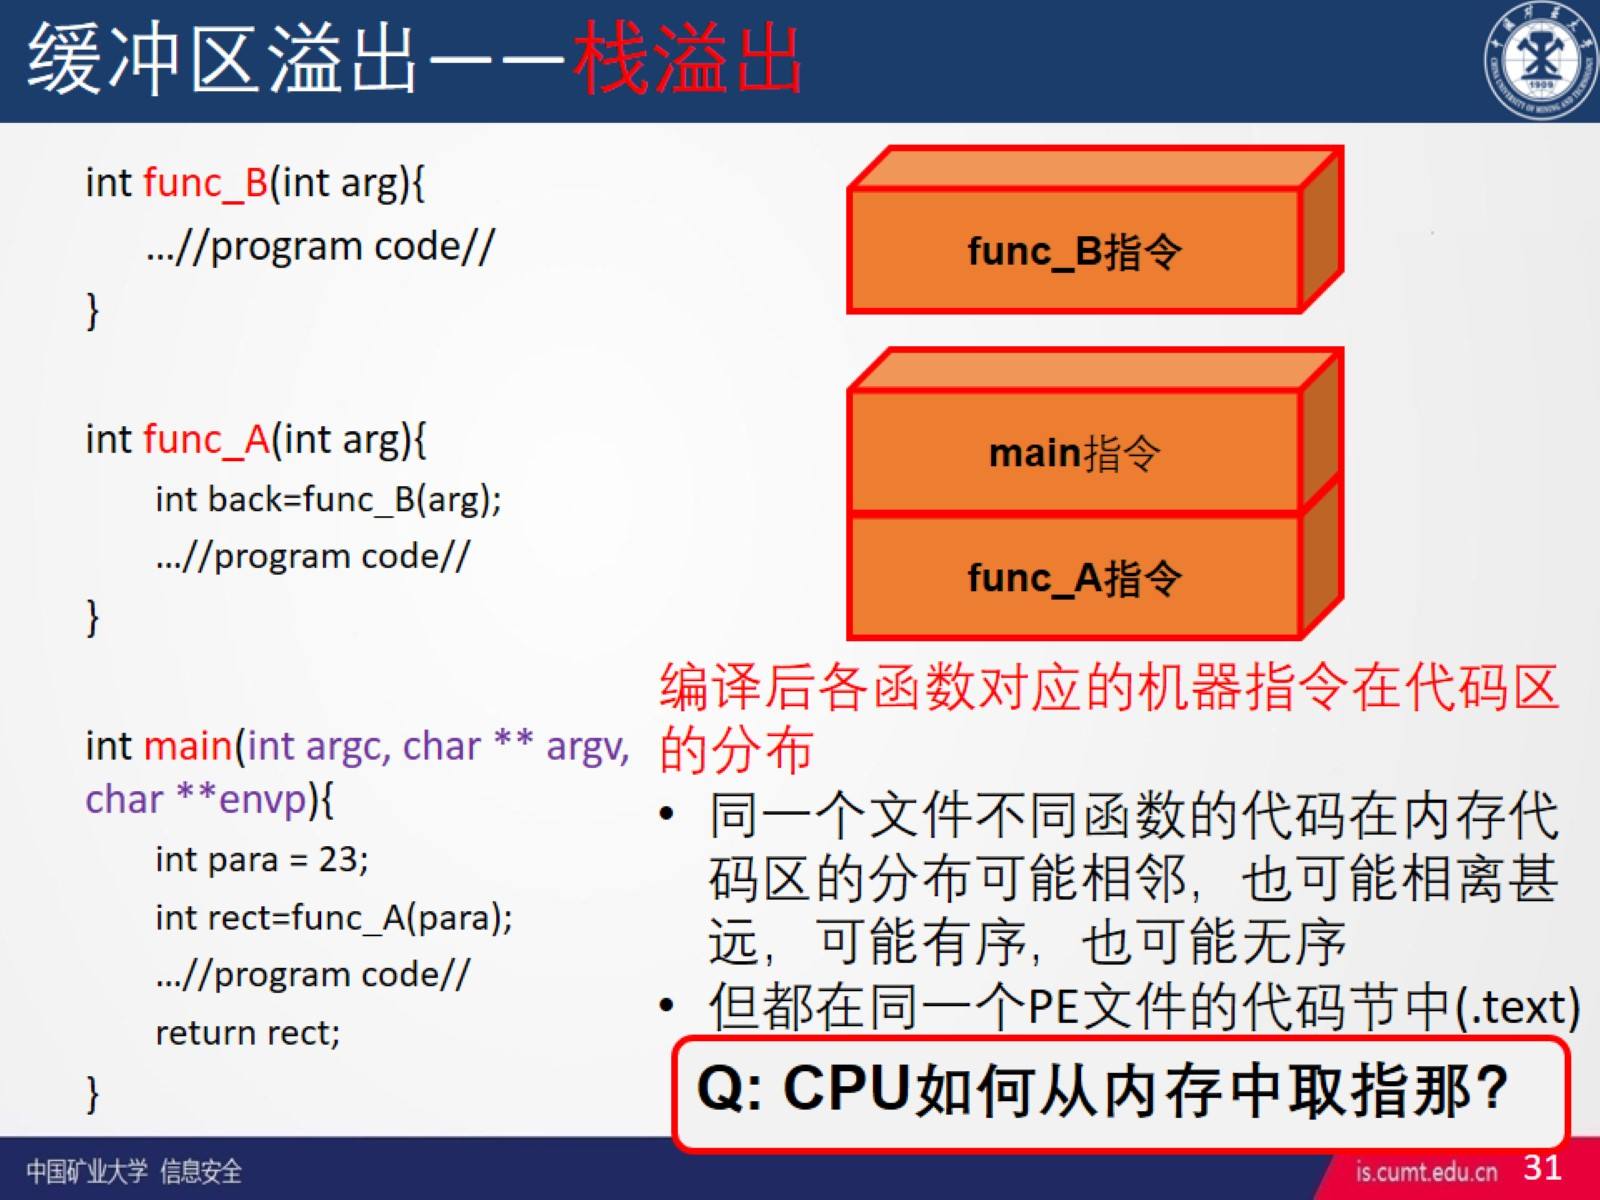 缓冲区溢出——栈溢出
int func_B(int arg){
…//program code//
}
int func_A(int arg){
int back=func_B(arg);
…//program code//
}
int main(int argc, char ** argv,
char **envp){
int para = 23;
int rect=func_A(para);
…//program code//
return rect;
}
func_B指令
main指令
func_A指令
编译后各函数对应的机器指令在代码区
的分布
• 同一个文件不同函数的代码在内存代
码区的分布可能相邻，也可能相离甚
远，可能有序，也可能无序
• 但都在同一个PE文件的代码节中(.text)
Q: CPU如何从内存中取指那?
中国矿业大学 信息安全
is.cumt.edu.cn 31
1909
CHINA UNIVERSITY OF MINING AND TECHNOLOGY